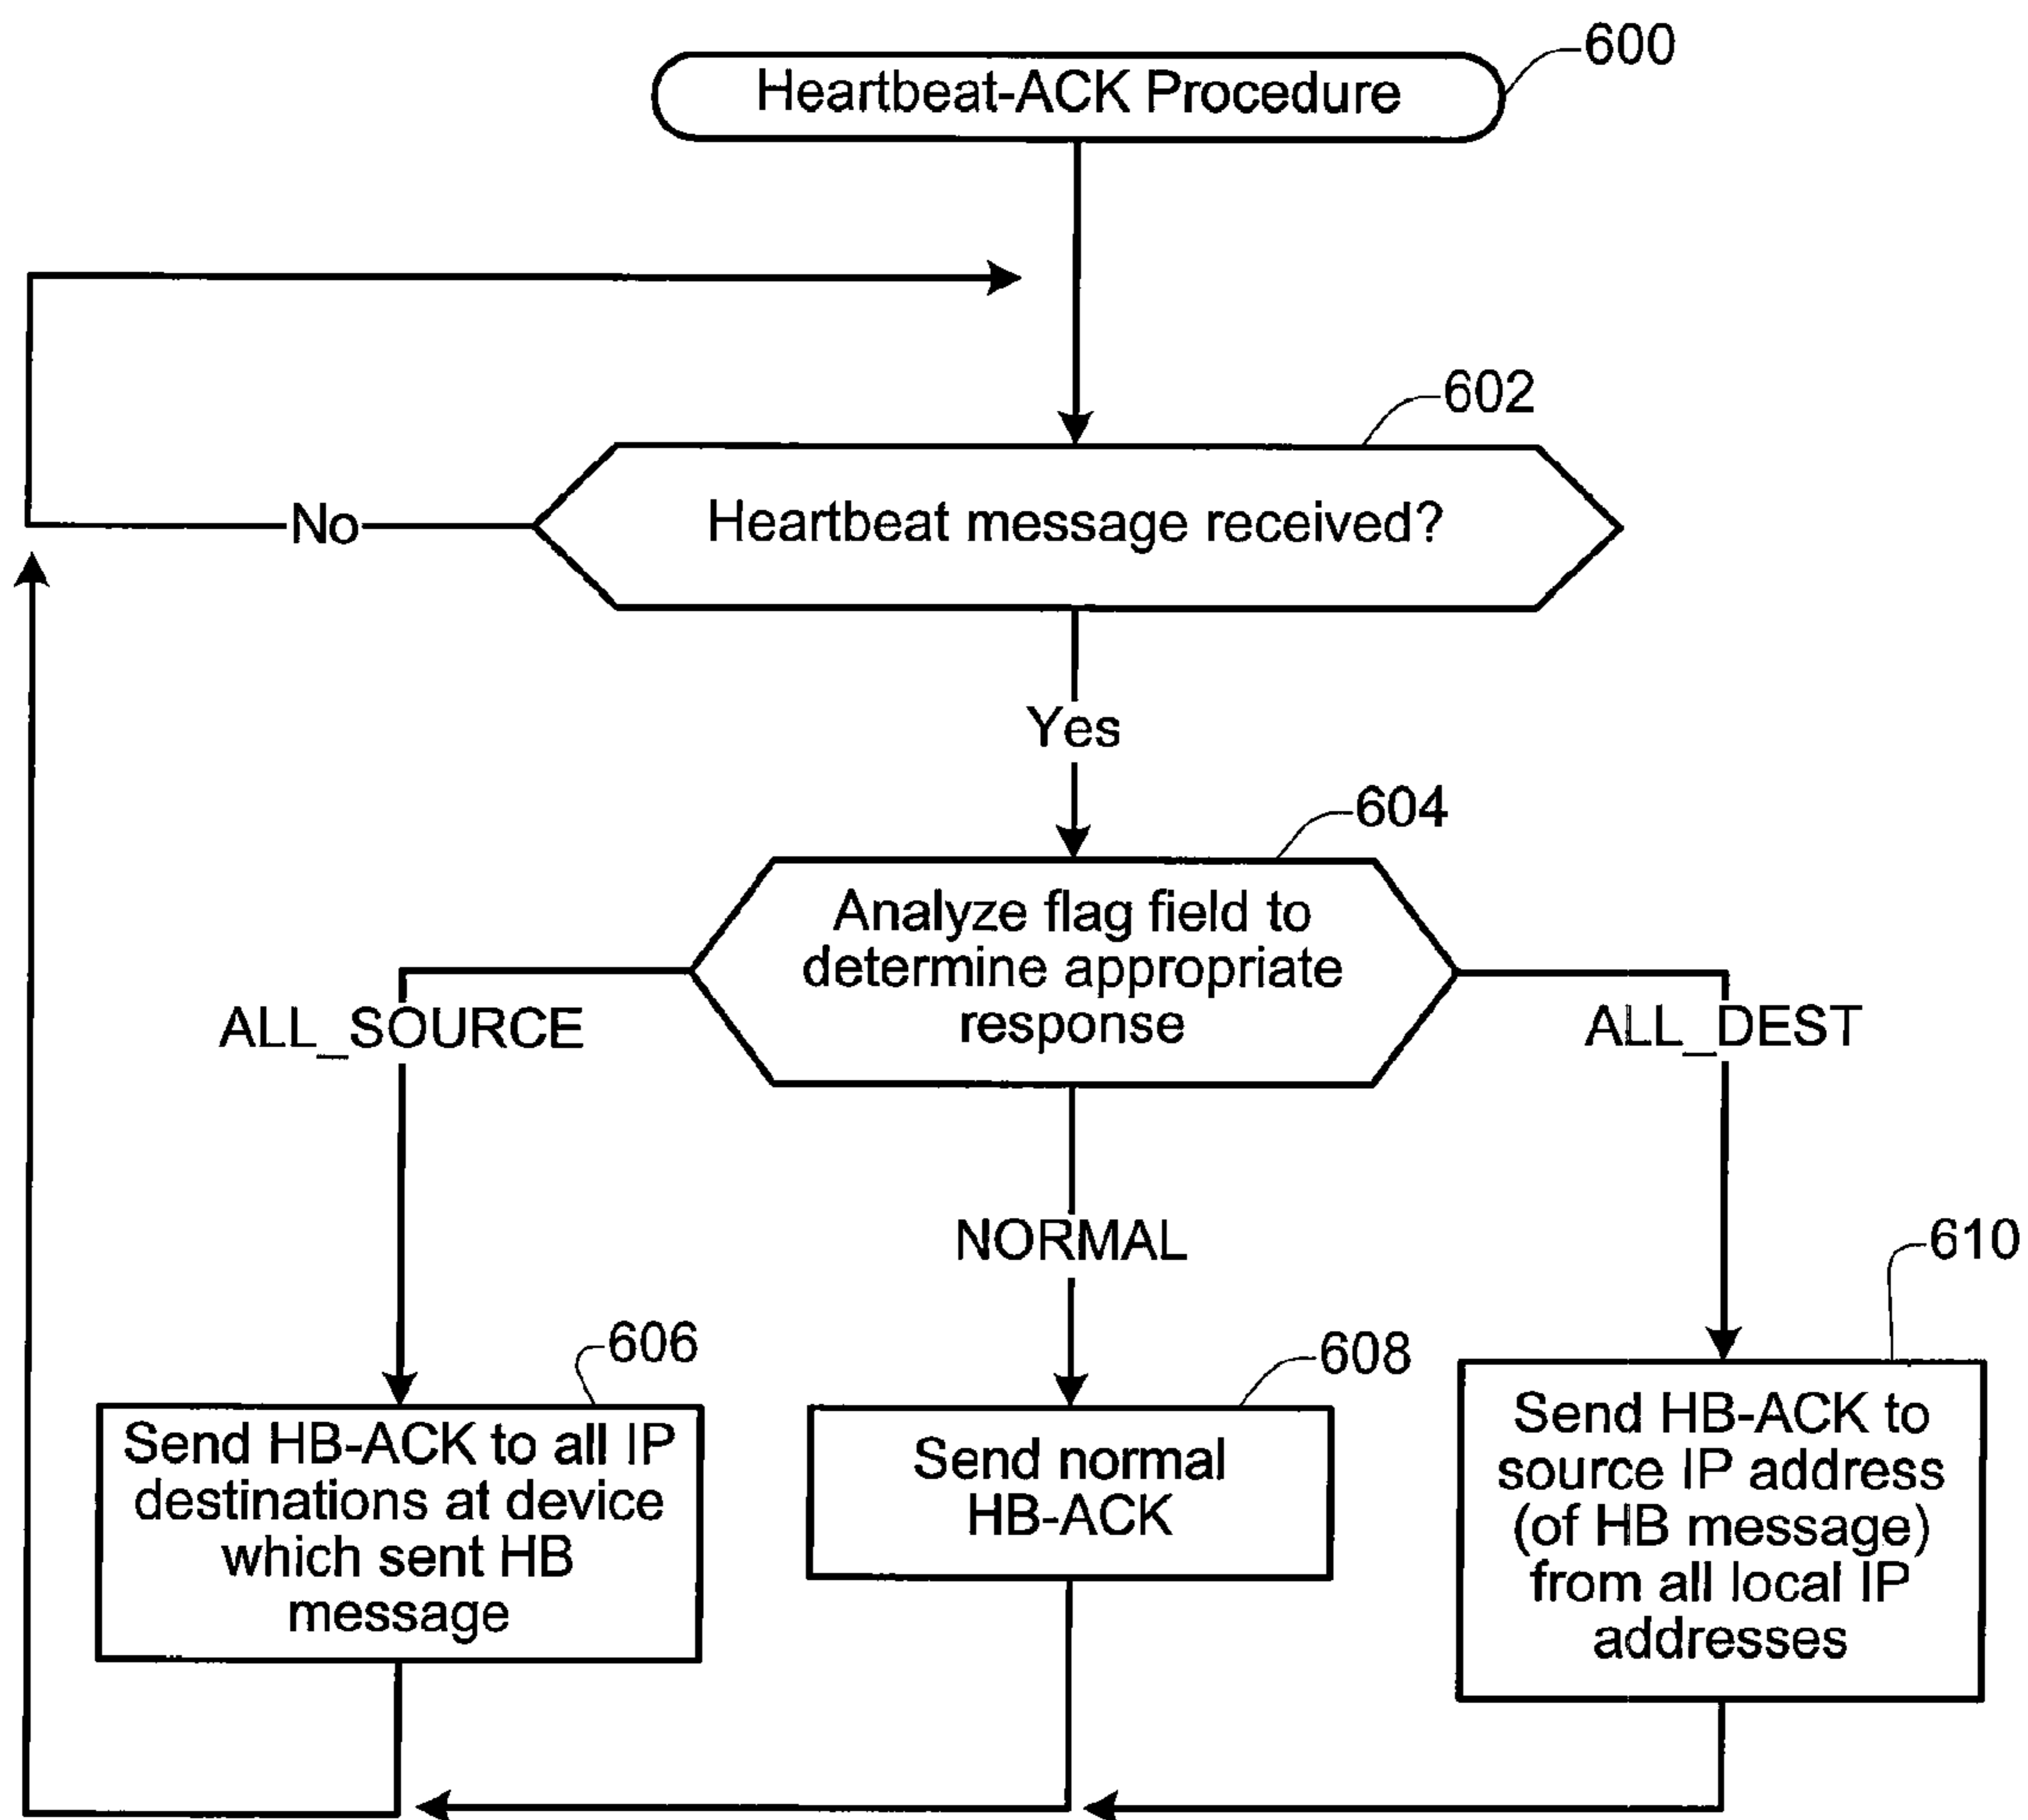 600
Heartbeat-ACK Procedure
602
No
Heartbeat message received?
Yes
604
Analyze flag field to
determine appropriate
response
ALL_SOURCE
ALL_DEST
NORMAL
610
606
608
Send HB-ACK to all IP
destinations at device
which sent HB
message
Send normal
HB-ACK
Send HB-ACK to
source IP address
(of HB message)
from all local IP
addresses